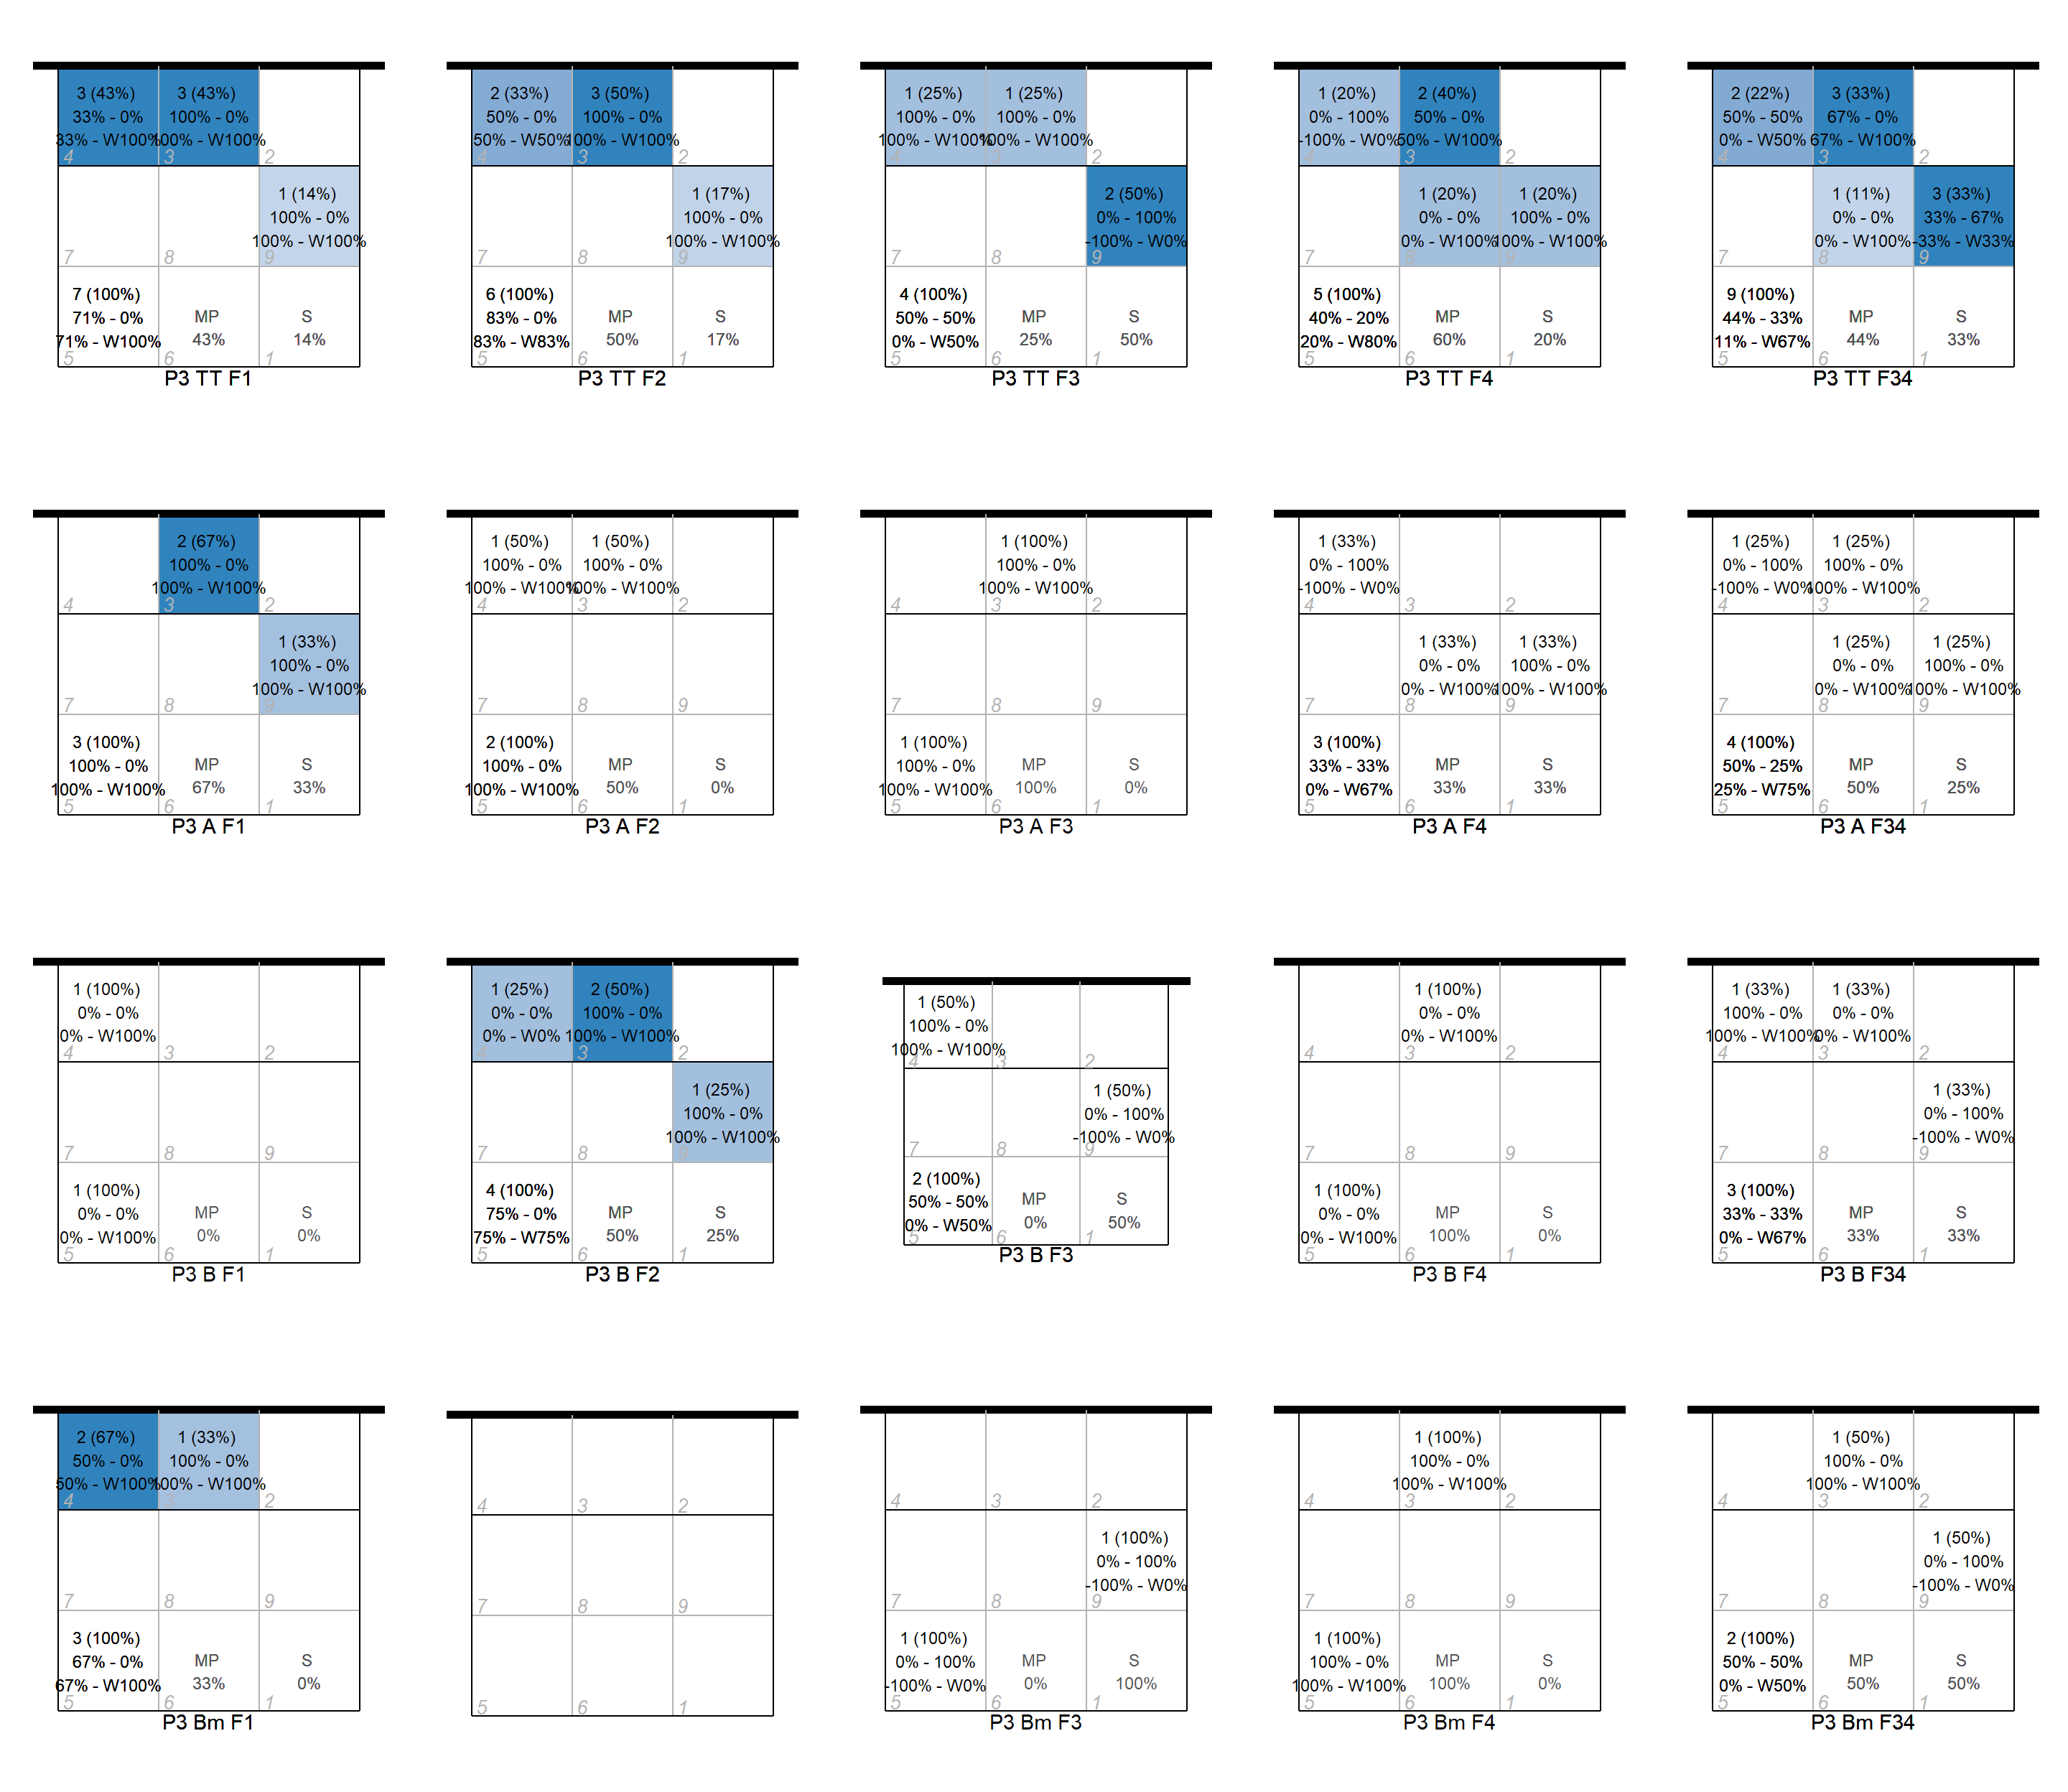 3 (43%)
33% - 0%
33% - W100%
4
3 (43%)
100% - 0%
100% - W100%
3
2
7
8
1 (14%)
100% - 0%
100% - W100%
9
7 (100%)
71% - 0%
71% - W100%
5
MP
43%
6
S
14%
1
P3 TT F1
2 (33%)
50% - 0%
50% - W50%
4
3 (50%)
100% - 0%
100% - W100%
3
2
7
8
1 (17%)
100% - 0%
100% - W100%
9
6 (100%)
83% - 0%
83% - W83%
5
MP
50%
6
S
17%
1
P3 TT F2
1 (25%)
100% - 0%
100% - W100%
4
1 (25%)
100% - 0%
100% - W100%
3
2
7
8
2 (50%)
0% - 100%
-100% - W0%
9
4 (100%)
50% - 50%
0% - W50%
5
MP
25%
6
S
50%
1
P3 TT F3
1 (20%)
0% - 100%
-100% - W0%
4
2 (40%)
50% - 0%
50% - W100%
3
2
7
1 (20%)
0% - 0%
0% - W100%
8
1 (20%)
100% - 0%
100% - W100%
9
5 (100%)
40% - 20%
20% - W80%
5
MP
60%
6
S
20%
1
P3 TT F4
2 (22%)
50% - 50%
0% - W50%
4
3 (33%)
67% - 0%
67% - W100%
3
2
7
1 (11%)
0% - 0%
0% - W100%
8
3 (33%)
33% - 67%
-33% - W33%
9
9 (100%)
44% - 33%
11% - W67%
5
MP
44%
6
S
33%
1
P3 TT F34
4
2 (67%)
100% - 0%
100% - W100%
3
2
7
8
1 (33%)
100% - 0%
100% - W100%
9
3 (100%)
100% - 0%
100% - W100%
5
MP
67%
6
S
33%
1
P3 A F1
1 (50%)
100% - 0%
100% - W100%
4
1 (50%)
100% - 0%
100% - W100%
3
2
7
8
9
2 (100%)
100% - 0%
100% - W100%
5
MP
50%
6
S
0%
1
P3 A F2
4
1 (100%)
100% - 0%
100% - W100%
3
2
7
8
9
1 (100%)
100% - 0%
100% - W100%
5
MP
100%
6
S
0%
1
P3 A F3
1 (33%)
0% - 100%
-100% - W0%
4
3
2
7
1 (33%)
0% - 0%
0% - W100%
8
1 (33%)
100% - 0%
100% - W100%
9
3 (100%)
33% - 33%
0% - W67%
5
MP
33%
6
S
33%
1
P3 A F4
1 (25%)
0% - 100%
-100% - W0%
4
1 (25%)
100% - 0%
100% - W100%
3
2
7
1 (25%)
0% - 0%
0% - W100%
8
1 (25%)
100% - 0%
100% - W100%
9
4 (100%)
50% - 25%
25% - W75%
5
MP
50%
6
S
25%
1
P3 A F34
1 (100%)
0% - 0%
0% - W100%
4
3
2
7
8
9
1 (100%)
0% - 0%
0% - W100%
5
MP
0%
6
S
0%
1
P3 B F1
1 (25%)
0% - 0%
0% - W0%
4
2 (50%)
100% - 0%
100% - W100%
3
2
7
8
1 (25%)
100% - 0%
100% - W100%
9
4 (100%)
75% - 0%
75% - W75%
5
MP
50%
6
S
25%
1
P3 B F2
1 (50%)
100% - 0%
100% - W100%
4
3
2
7
8
1 (50%)
0% - 100%
-100% - W0%
9
2 (100%)
50% - 50%
0% - W50%
5
MP
0%
6
S
50%
1
P3 B F3
4
1 (100%)
0% - 0%
0% - W100%
3
2
7
8
9
1 (100%)
0% - 0%
0% - W100%
5
MP
100%
6
S
0%
1
P3 B F4
1 (33%)
100% - 0%
100% - W100%
4
1 (33%)
0% - 0%
0% - W100%
3
2
7
8
1 (33%)
0% - 100%
-100% - W0%
9
3 (100%)
33% - 33%
0% - W67%
5
MP
33%
6
S
33%
1
P3 B F34
2 (67%)
50% - 0%
50% - W100%
4
1 (33%)
100% - 0%
100% - W100%
3
2
7
8
9
3 (100%)
67% - 0%
67% - W100%
5
MP
33%
6
S
0%
1
P3 Bm F1
4
3
2
7
8
9
5
6
1
4
3
2
7
8
1 (100%)
0% - 100%
-100% - W0%
9
1 (100%)
0% - 100%
-100% - W0%
5
MP
0%
6
S
100%
1
P3 Bm F3
4
1 (100%)
100% - 0%
100% - W100%
3
2
7
8
9
1 (100%)
100% - 0%
100% - W100%
5
MP
100%
6
S
0%
1
P3 Bm F4
4
1 (50%)
100% - 0%
100% - W100%
3
2
7
8
1 (50%)
0% - 100%
-100% - W0%
9
2 (100%)
50% - 50%
0% - W50%
5
MP
50%
6
S
50%
1
P3 Bm F34